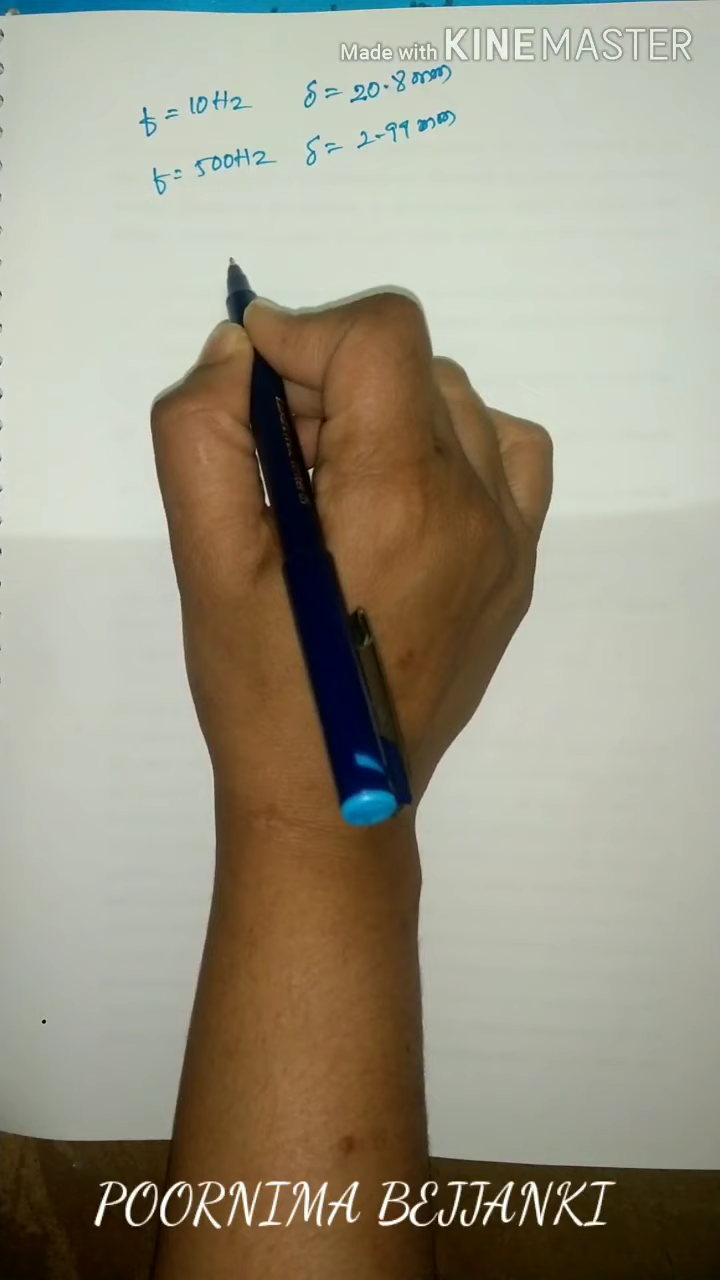 Made with KINEMASTER
f = 10Hz δ = 20.8mm
f = 500Hz δ = 2.99mm
POORNIMA BEJJANKI